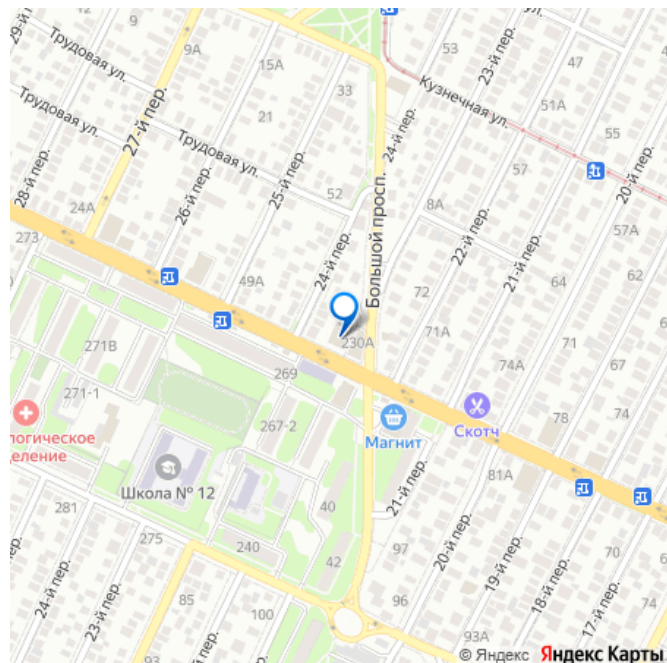 29-й пер.
12
9
Трудовая ул.
9А
15А
53
47
23-й пер.
Кузнечная ул.
51А
Трудовая ул.
27-й пер.
33
21
24-й пер.
55
Трудовая ул.
57
20-й пер.
28-й пер.
25-й пер.
52
24А
26-й пер.
8А
57А
Большой просп.
22-й пер.
273
24-й пер.
21-й пер.
62
49А
72
64
230А
71А
71
271В
74А
269
67
271-1
267-2
Магнит
Скотч
78
74
логическое
деление
Школа № 12
81А
21-й пер.
281
40
275
240
42
97
20-й пер.
19-й пер.
70
24-й пер.
23-й пер.
85
100
96
18-й пер.
17-й пер.
74
93
93А
© Яндекс Яндекс Карты